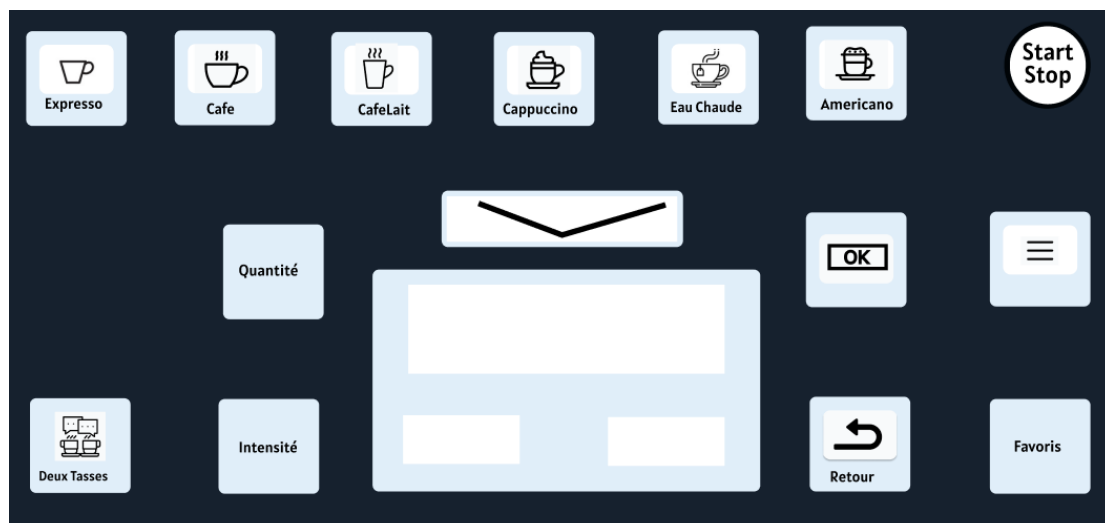 Expresso
Cafe
CafeLait
Cappuccino
Eau Chaude
Americano
Start
Stop
Quantité
OK
Deux Tasses
Intensité
Retour
Favoris